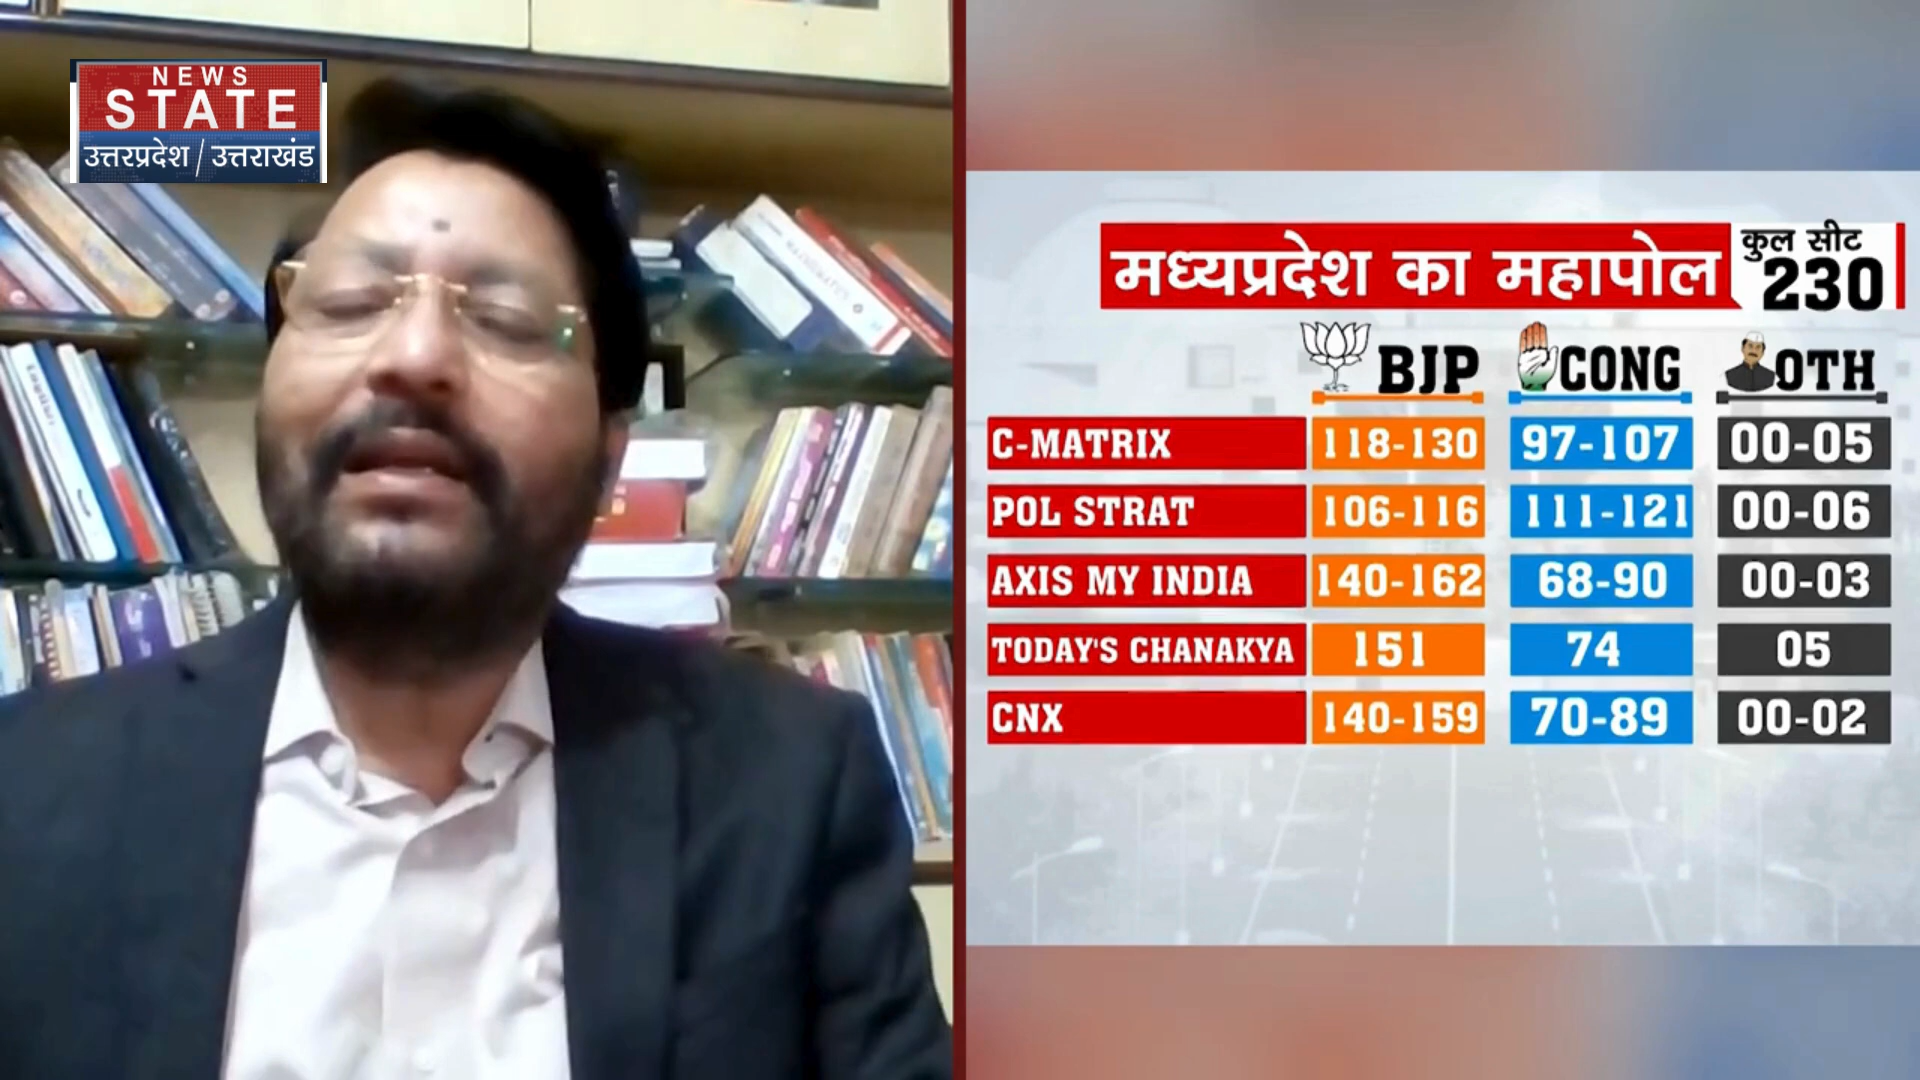 NEWS
STATE
उत्तरप्रदेश / उत्तराखंड
मध्यप्रदेश का महापोल
कुल सीट
230
BJP CONG OTH
C-MATRIX 118-130 97-107 00-05
POL STRAT 106-116 111-121 00-06
AXIS MY INDIA 140-162 68-90 00-03
TODAY'S CHANAKYA 151 74 05
CNX 140-159 70-89 00-02